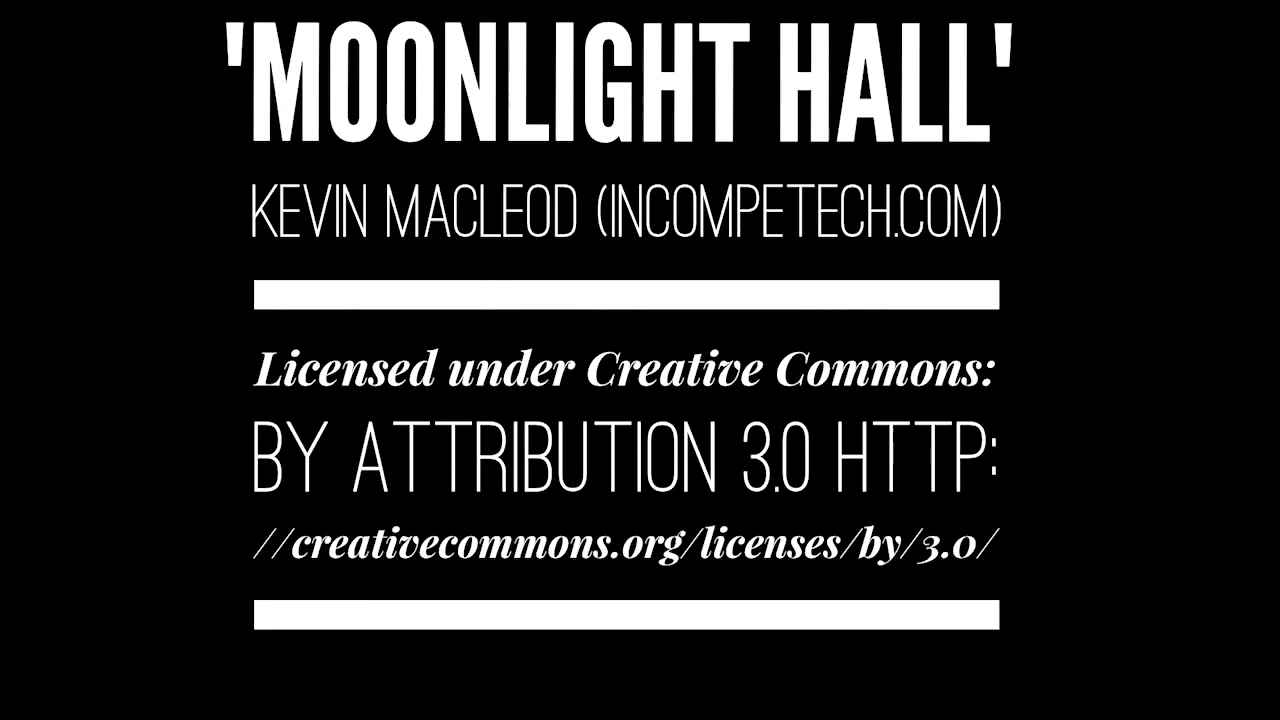 'MOONLIGHT HALL'
KEVIN MACLEOD (INCOMPETECH.COM)
Licensed under Creative Commons:
BY ATTRIBUTION 3.0 HTTP:
//creativecommons.org/licenses/by/3.0/